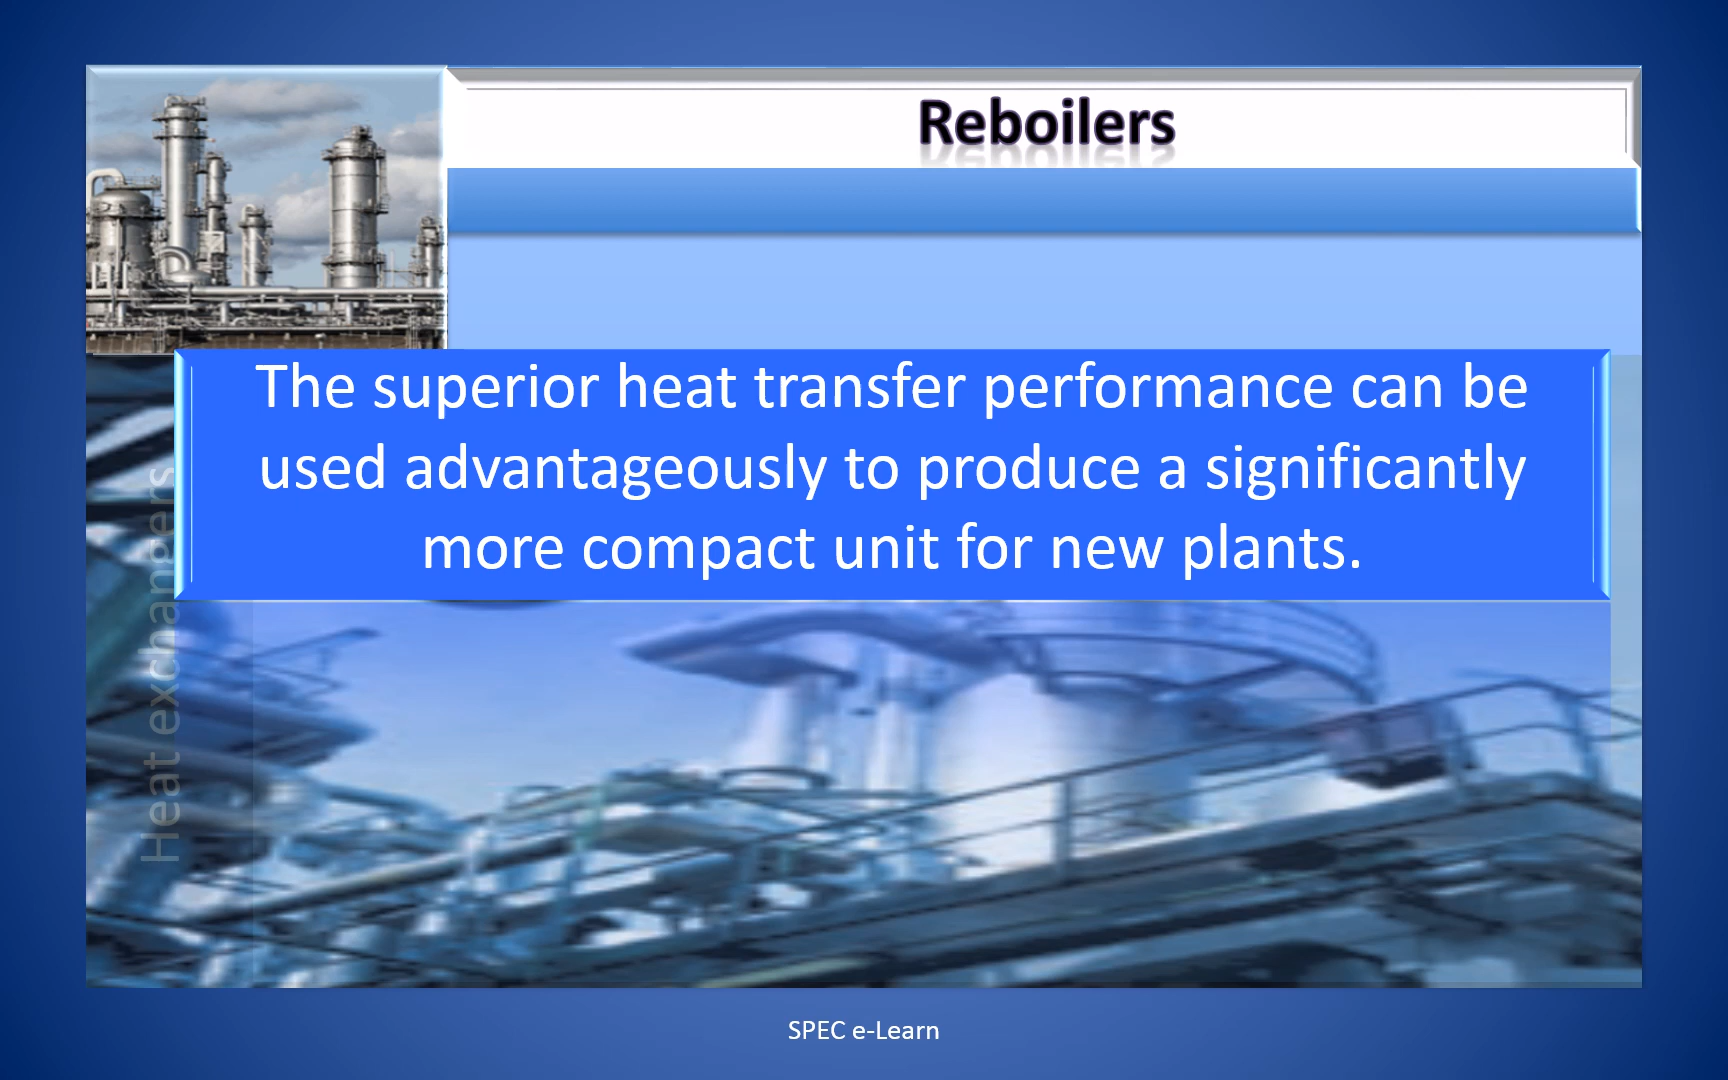 Reboilers
The superior heat transfer performance can be
used advantageously to produce a significantly
more compact unit for new plants.
Heat exchangers
SPEC e-Learn